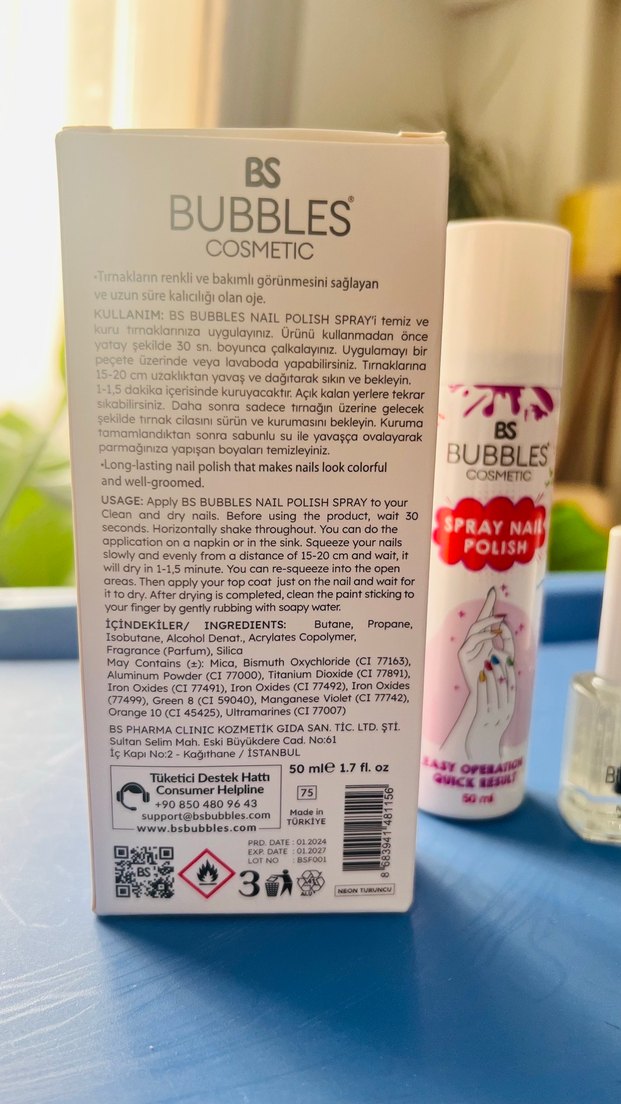 BS
BUBBLES®
COSMETIC
•Tırnakların renkli ve bakımlı görünmesini sağlayan
ve uzun süre kalıcılığı olan oje.
KULLANIM: BS BUBBLES NAIL POLISH SPRAY'i temiz ve
kuru tırnaklarınıza uygulayınız. Ürünü kullanmadan önce
yatay şekilde 30 sn. boyunca çalkalayınız. Uygulamayı bir
peçete üzerinde veya lavaboda yapabilirsiniz. Tırnaklarına
15-20 cm uzaklıktan yavaş ve dağıtarak sıkın ve bekleyin.
1-1,5 dakika içerisinde kuruyacaktır. Açık kalan yerlere tekrar
sıkabilirsiniz. Daha sonra sadece tırnağın üzerine gelecek
şekilde tırnak cilasını sürün ve kurumasını bekleyin. Kuruma
tamamlandıktan sonra sabunlu su ile yavaşça ovalayarak
parmağınıza yapışan boyaları temizleyiniz.
•Long-lasting nail polish that makes nails look colorful
and well-groomed.
USAGE: Apply BS BUBBLES NAIL POLISH SPRAY to your
Clean and dry nails. Before using the product, wait 30
seconds. Horizontally shake throughout. You can do the
application on a napkin or in the sink. Squeeze your nails
slowly and evenly from a distance of 15-20 cm and wait, it
will dry in 1-1,5 minute. You can re-squeeze into the open
areas. Then apply your top coat just on the nail and wait for
it to dry. After drying is completed, clean the paint sticking to
your finger by gently rubbing with soapy water.
İÇİNDEKİLER/ INGREDIENTS: Butane, Propane,
Isobutane, Alcohol Denat., Acrylates Copolymer,
Fragrance (Parfum), Silica
May Contains (±): Mica, Bismuth Oxychloride (CI 77163),
Aluminum Powder (CI 77000), Titanium Dioxide (CI 77891),
Iron Oxides (CI 77491), Iron Oxides (CI 77492), Iron Oxides
(77499), Green 8 (CI 59040), Manganese Violet (CI 77742),
Orange 10 (CI 45425), Ultramarines (CI 77007)
BS PHARMA CLINIC KOZMETİK GIDA SAN. TİC. LTD. ŞTİ.
Sultan Selim Mah. Eski Büyükdere Cad. No:61
İç Kapı No:2 - Kağıthane / İSTANBUL
Tüketici Destek Hattı
Consumer Helpline
+90 850 480 96 43
support@bsbubbles.com
www.bsbubbles.com
50 ml℮ 1.7 fl. oz
75
Made in
TÜRKİYE
PRD. DATE : 01.2024
EXP. DATE : 01.2027
LOT NO : BSF001
BS
3
8 683941 481156
NEON TURUNCU
BS
BUBBLES
COSMETIC
SPRAY NAIL
POLISH
EASY OPERATION
QUICK RESULT
50 ml